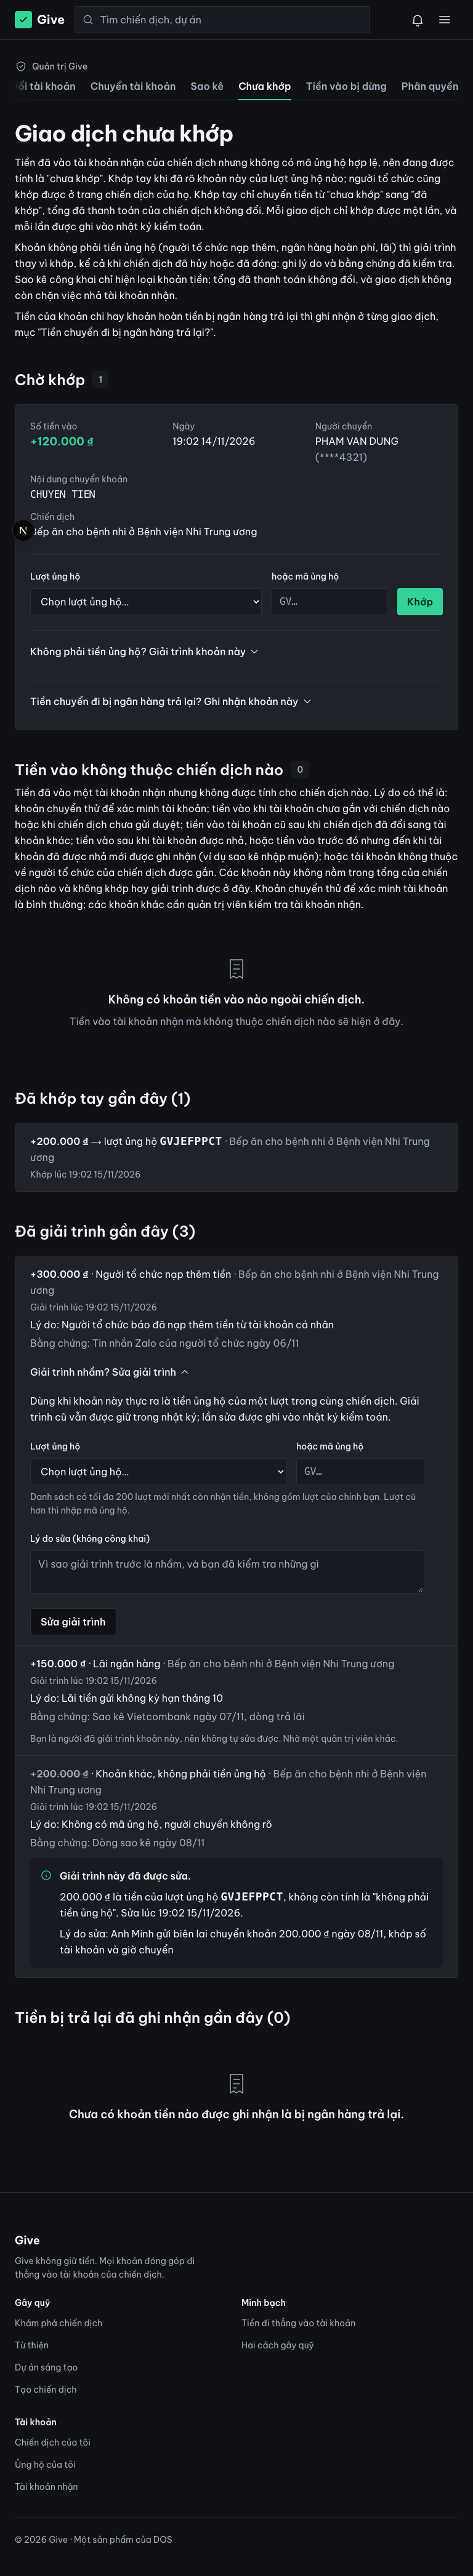 Give
Tìm chiến dịch, dự án
Quản trị Give
ối tài khoản
Chuyển tài khoản
Sao kê
Chưa khớp
Tiền vào bị dừng
Phân quyền
Giao dịch chưa khớp
Tiền đã vào tài khoản nhận của chiến dịch nhưng không có mã ủng hộ hợp lệ, nên đang được
tính là "chưa khớp". Khớp tay khi đã rõ khoản này của lượt ủng hộ nào; người tổ chức cũng
khớp được ở trang chiến dịch của họ. Khớp tay chỉ chuyển tiền từ "chưa khớp" sang "đã
khớp", tổng đã thanh toán của chiến dịch không đổi. Mỗi giao dịch chỉ khớp được một lần, và
mỗi lần được ghi vào nhật ký kiểm toán.
Khoản không phải tiền ủng hộ (người tổ chức nạp thêm, ngân hàng hoàn phí, lãi) thì giải trình
thay vì khớp, kể cả khi chiến dịch đã hủy hoặc đã đóng: ghi lý do và bằng chứng đã kiểm tra.
Sao kê công khai chỉ hiện loại khoản tiền; tổng đã thanh toán không đổi, và giao dịch không
còn chặn việc nhả tài khoản nhận.
Tiền của khoản chi hay khoản hoàn tiền bị ngân hàng trả lại thì ghi nhận ở từng giao dịch,
mục "Tiền chuyển đi bị ngân hàng trả lại?".
Chờ khớp
1
Số tiền vào
Ngày
Người chuyển
+120.000 ₫
19:02 14/11/2026
PHAM VAN DUNG
(****4321)
Nội dung chuyển khoản
CHUYEN TIEN
Chiến dịch
Bếp ăn cho bệnh nhi ở Bệnh viện Nhi Trung ương
Lượt ủng hộ
hoặc mã ủng hộ
Chọn lượt ủng hộ...
GV…
Khớp
Không phải tiền ủng hộ? Giải trình khoản này
Tiền chuyển đi bị ngân hàng trả lại? Ghi nhận khoản này
Tiền vào không thuộc chiến dịch nào
0
Tiền đã vào một tài khoản nhận nhưng không được tính cho chiến dịch nào. Lý do có thể là:
khoản chuyển thử để xác minh tài khoản; tiền vào khi tài khoản chưa gắn với chiến dịch nào
hoặc khi chiến dịch chưa gửi duyệt; tiền vào tài khoản cũ sau khi chiến dịch đã đổi sang tài
khoản khác; tiền vào sau khi tài khoản được nhả, hoặc tiền vào trước đó nhưng đến khi tài
khoản đã được nhả mới được ghi nhận (ví dụ sao kê nhập muộn); hoặc tài khoản không thuộc
về người tổ chức của chiến dịch được gắn. Các khoản này không nằm trong tổng của chiến
dịch nào và không khớp hay giải trình được ở đây. Khoản chuyển thử để xác minh tài khoản
là bình thường; các khoản khác cần quản trị viên kiểm tra tài khoản nhận.
Không có khoản tiền vào nào ngoài chiến dịch.
Tiền vào tài khoản nhận mà không thuộc chiến dịch nào sẽ hiện ở đây.
Đã khớp tay gần đây (1)
+200.000 ₫ → lượt ủng hộ GVJEFPPCT · Bếp ăn cho bệnh nhi ở Bệnh viện Nhi Trung
ương
Khớp lúc 19:02 15/11/2026
Đã giải trình gần đây (3)
+300.000 ₫ · Người tổ chức nạp thêm tiền · Bếp ăn cho bệnh nhi ở Bệnh viện Nhi Trung
ương
Giải trình lúc 19:02 15/11/2026
Lý do: Người tổ chức báo đã nạp thêm tiền từ tài khoản cá nhân
Bằng chứng: Tin nhắn Zalo của người tổ chức ngày 06/11
Giải trình nhầm? Sửa giải trình
Dùng khi khoản này thực ra là tiền ủng hộ của một lượt trong cùng chiến dịch. Giải
trình cũ vẫn được giữ trong nhật ký; lần sửa được ghi vào nhật ký kiểm toán.
Lượt ủng hộ
hoặc mã ủng hộ
Chọn lượt ủng hộ...
GV…
Danh sách có tối đa 200 lượt mới nhất còn nhận tiền, không gồm lượt của chính bạn. Lượt cũ
hơn thì nhập mã ủng hộ.
Lý do sửa (không công khai)
Vì sao giải trình trước là nhầm, và bạn đã kiểm tra những gì
Sửa giải trình
+150.000 ₫ · Lãi ngân hàng · Bếp ăn cho bệnh nhi ở Bệnh viện Nhi Trung ương
Giải trình lúc 19:02 15/11/2026
Lý do: Lãi tiền gửi không kỳ hạn tháng 10
Bằng chứng: Sao kê Vietcombank ngày 07/11, dòng trả lãi
Bạn là người đã giải trình khoản này, nên không tự sửa được. Nhờ một quản trị viên khác.
+200.000 ₫ · Khoản khác, không phải tiền ủng hộ · Bếp ăn cho bệnh nhi ở Bệnh viện
Nhi Trung ương
Giải trình lúc 19:02 15/11/2026
Lý do: Không có mã ủng hộ, người chuyển không rõ
Bằng chứng: Dòng sao kê ngày 08/11
Giải trình này đã được sửa.
200.000 ₫ là tiền của lượt ủng hộ GVJEFPPCT, không còn tính là "không phải
tiền ủng hộ". Sửa lúc 19:02 15/11/2026.
Lý do sửa: Anh Minh gửi biên lai chuyển khoản 200.000 ₫ ngày 08/11, khớp số
tài khoản và giờ chuyển
Tiền bị trả lại đã ghi nhận gần đây (0)
Chưa có khoản tiền nào được ghi nhận là bị ngân hàng trả lại.
Give
Give không giữ tiền. Mọi khoản đóng góp đi
thẳng vào tài khoản của chiến dịch.
Gây quỹ
Minh bạch
Khám phá chiến dịch
Tiền đi thẳng vào tài khoản
Từ thiện
Hai cách gây quỹ
Dự án sáng tạo
Tạo chiến dịch
Tài khoản
Chiến dịch của tôi
Ủng hộ của tôi
Tài khoản nhận
© 2026 Give · Một sản phẩm của DOS